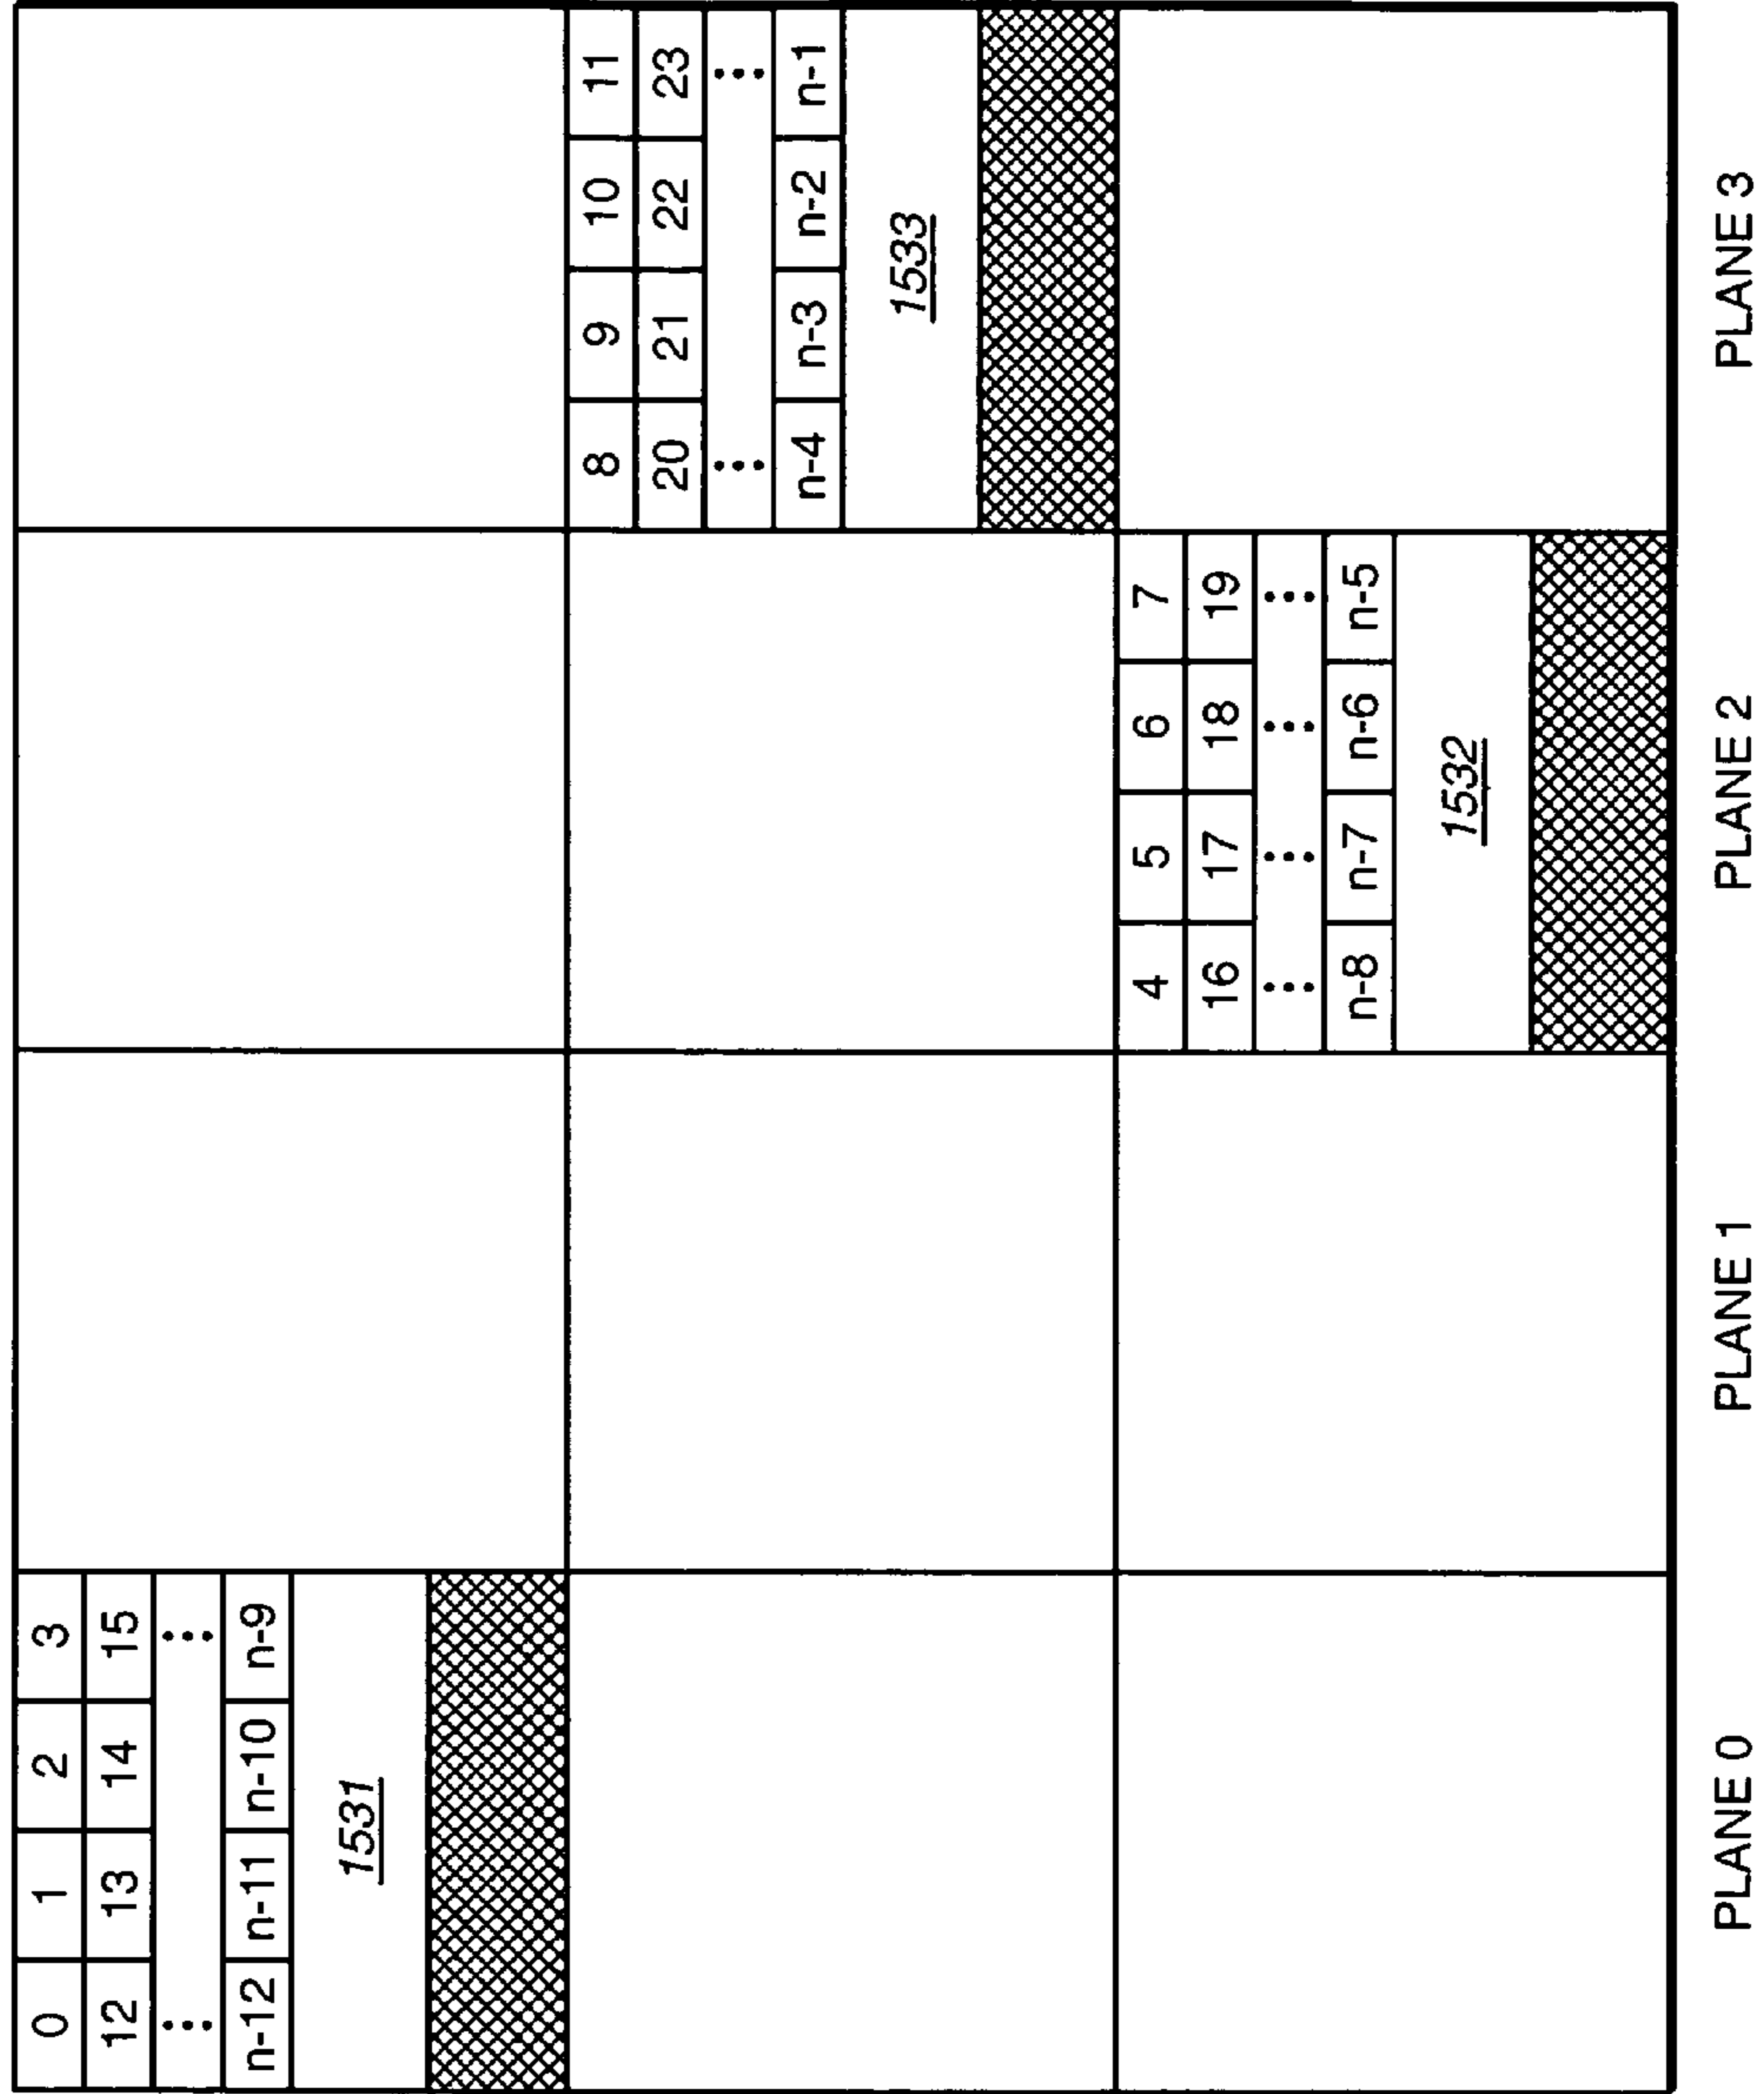 0 1 2 3
12 13 14 15
... ...
n-12 n-11 n-10 n-9
1531
8 9 10 11
20 21 22 23
... ...
n-4 n-3 n-2 n-1
1533
4 5 6 7
16 17 18 19
... ... ... ...
n-8 n-7 n-6 n-5
1532
PLANE 0 PLANE 1 PLANE 2 PLANE 3